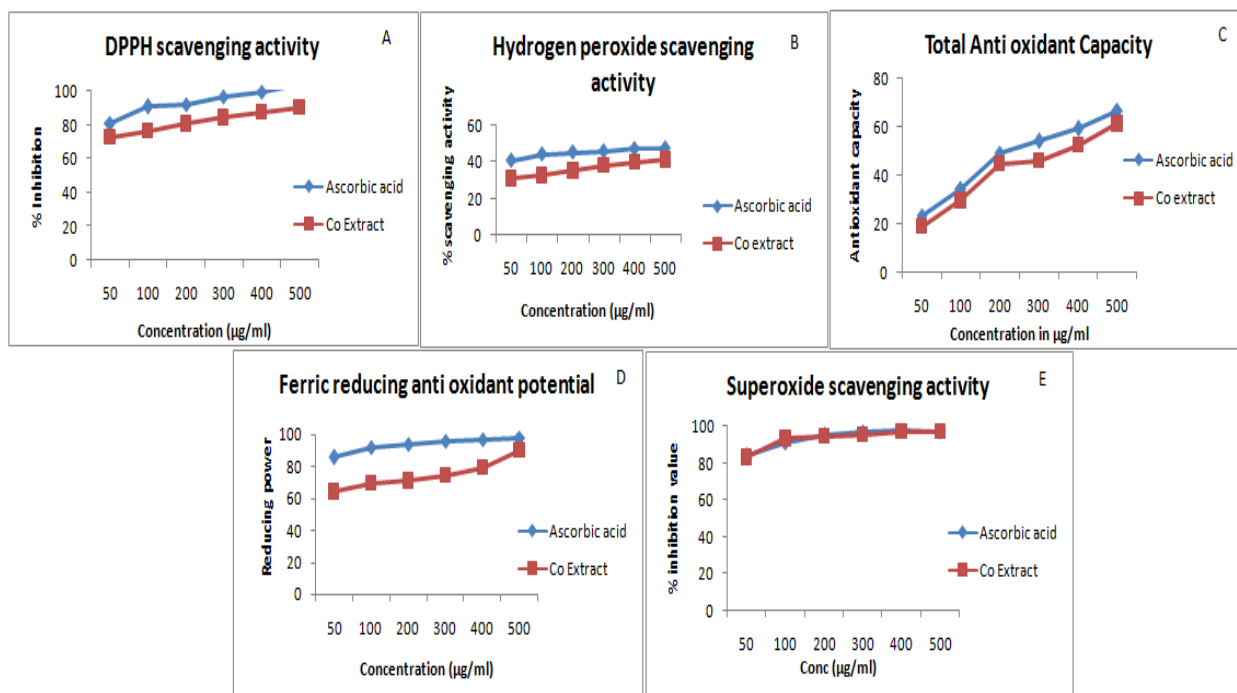 DPPH scavenging activity
A
100
80
60
40
20
0
% Inhibition
50 100 200 300 400 500
Concentration (µg/ml)
Ascorbic acid
Co Extract
Hydrogen peroxide scavenging
activity
B
60
40
20
0
%scavenging activity
50 100 200 300 400 500
Concentration (µg/ml)
Ascorbic acid
Co extract
Total Anti oxidant Capacity
C
80
60
40
20
0
Antioxidant capacity
50 100 200 300 400 500
Concentration in µg/ml
Ascorbic acid
Co extract
Ferric reducing anti oxidant potential
D
100
80
60
40
20
0
Reducing power
50 100 200 300 400 500
Concentration (µg/ml)
Ascorbic acid
Co Extract
Superoxide scavenging activity
E
100
80
60
40
20
0
% inhibition value
50 100 200 300 400 500
Conc (µg/ml)
Ascorbic acid
Co Extract